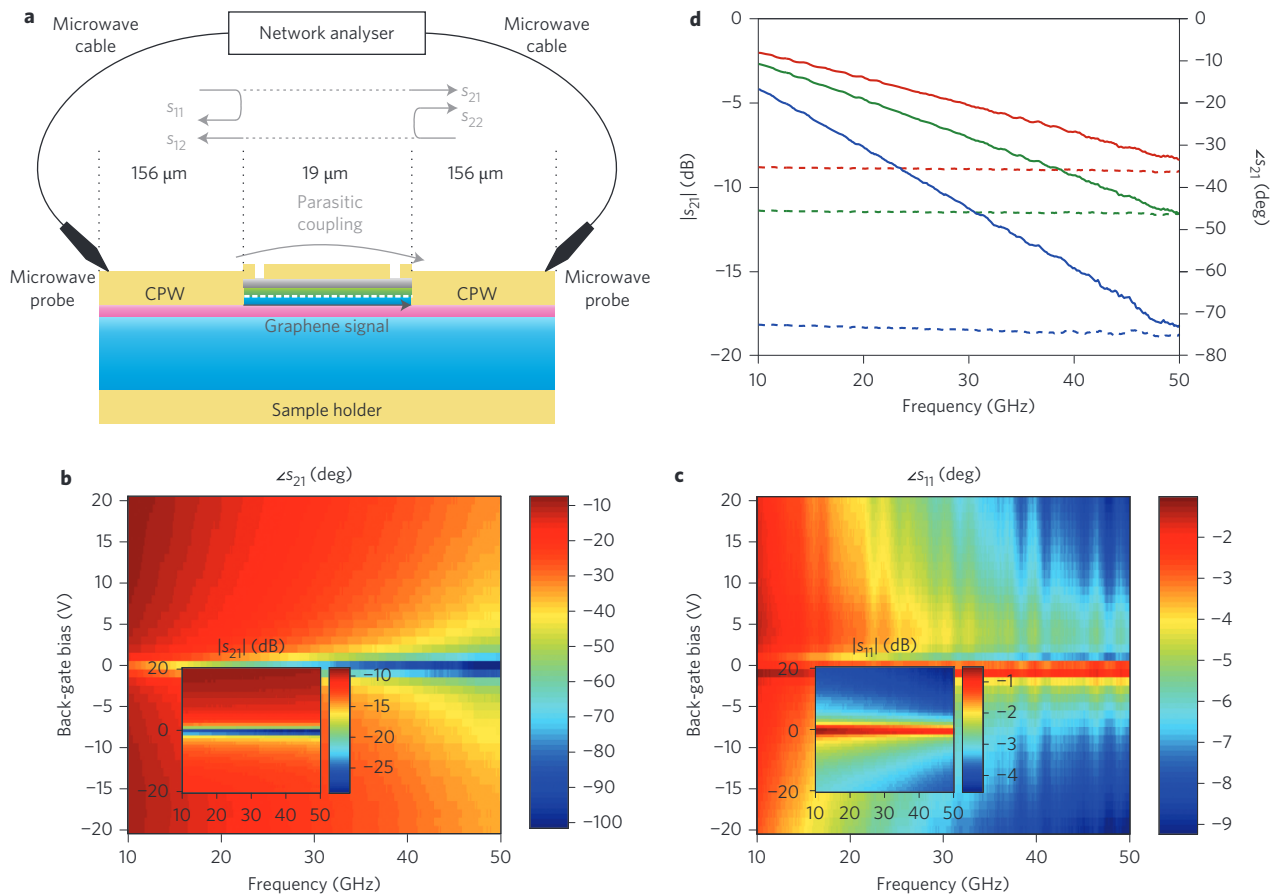 a
Microwave
cable
Network analyser
Microwave
cable
s11
s12
s21
s22
156 µm
19 µm
156 µm
Parasitic
coupling
Microwave
probe
CPW
CPW
Microwave
probe
Graphene signal
Sample holder
d
0
−5
−10
−15
−20
|s21| (dB)
10
20
30
40
50
Frequency (GHz)
0
−10
−20
−30
−40
−50
−60
−70
−80
∠s21 (deg)
b
∠s21 (deg)
20
15
10
5
0
−5
−10
−15
−20
Back-gate bias (V)
10
20
30
40
50
Frequency (GHz)
−10
−20
−30
−40
−50
−60
−70
−80
−90
−100
|s21| (dB)
20
0
−20
10
20
30
40
50
−10
−15
−20
−25
c
∠s11 (deg)
20
15
10
5
0
−5
−10
−15
−20
Back-gate bias (V)
10
20
30
40
50
Frequency (GHz)
−2
−3
−4
−5
−6
−7
−8
−9
|s11| (dB)
20
0
−20
10
20
30
40
50
−1
−2
−3
−4